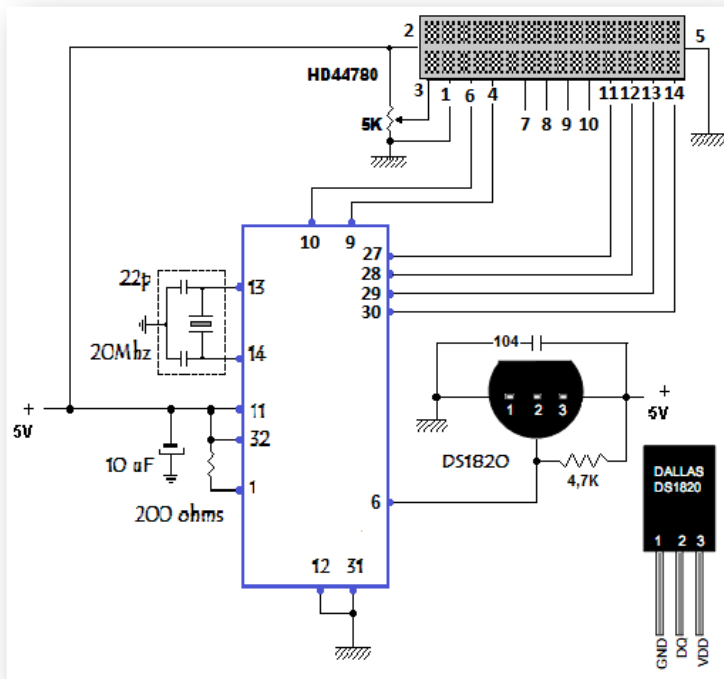 2
5
HD44780
3 1 6 4 7 8 9 10 11 12 13 14
5K
10 9
27
28
29
30
22p
13
20Mhz
14
+
5V
11
32
10 uF
1
200 ohms
104
1 2 3
+
5V
DS1820
4,7K
6
12 31
DALLAS
DS1820
1 2 3
GND
DQ
VDD